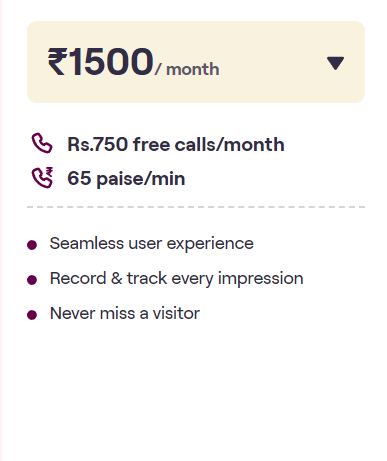 ₹1500/ month
Rs.750 free calls/month
65 paise/min
Seamless user experience
Record & track every impression
Never miss a visitor